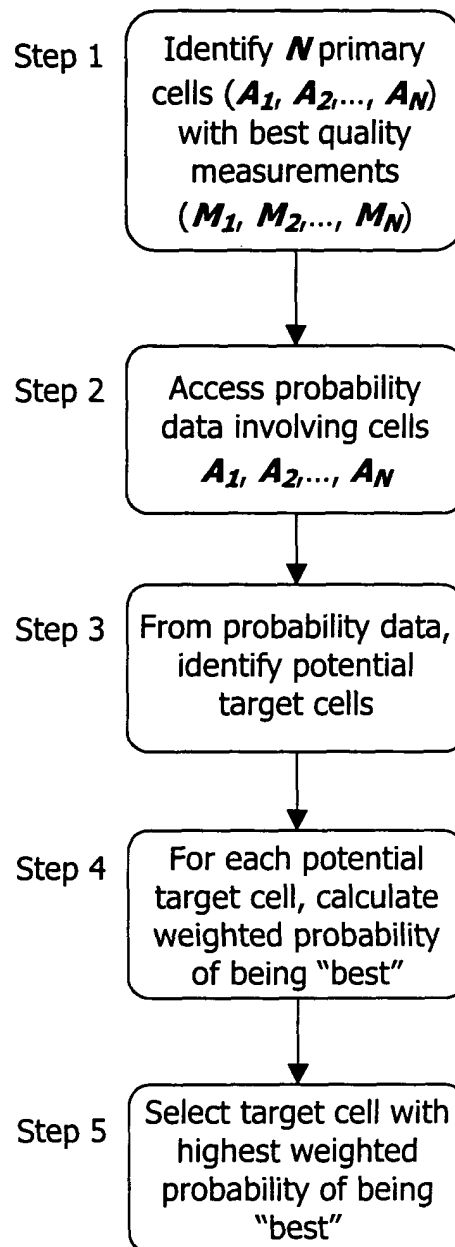 Step 1
Identify N primary
cells (A1, A2,..., AN)
with best quality
measurements
(M1, M2,..., MN)
Step 2
Access probability
data involving cells
A1, A2,..., AN
Step 3
From probability data,
identify potential
target cells
Step 4
For each potential
target cell, calculate
weighted probability
of being “best”
Step 5
Select target cell with
highest weighted
probability of being
“best”